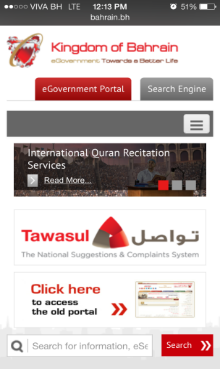 VIVA BH LTE 12:13 PM 51%
bahrain.bh
Kingdom of Bahrain
eGovernment Towards a Better Life
eGovernment Portal Search Engine
International Quran Recitation
Services
Read More...
Tawasul تواصل
The National Suggestions & Complaints System
Click here
to access
the old portal
Search for information, eSe
Search